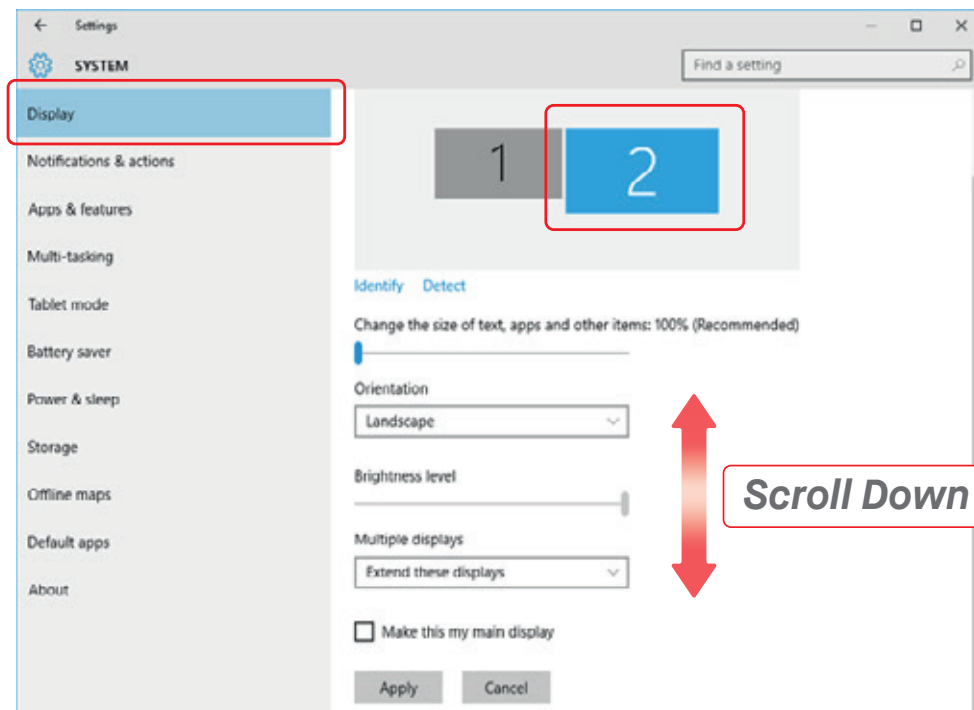 Settings
SYSTEM
Find a setting
Display
Notifications & actions
Apps & features
Multi-tasking
Tablet mode
Battery saver
Power & sleep
Storage
Offline maps
Default apps
About
1
2
Identify Detect
Change the size of text, apps and other items: 100% (Recommended)
Orientation
Landscape
Brightness level
Multiple displays
Extend these displays
Make this my main display
Apply Cancel
Scroll Down